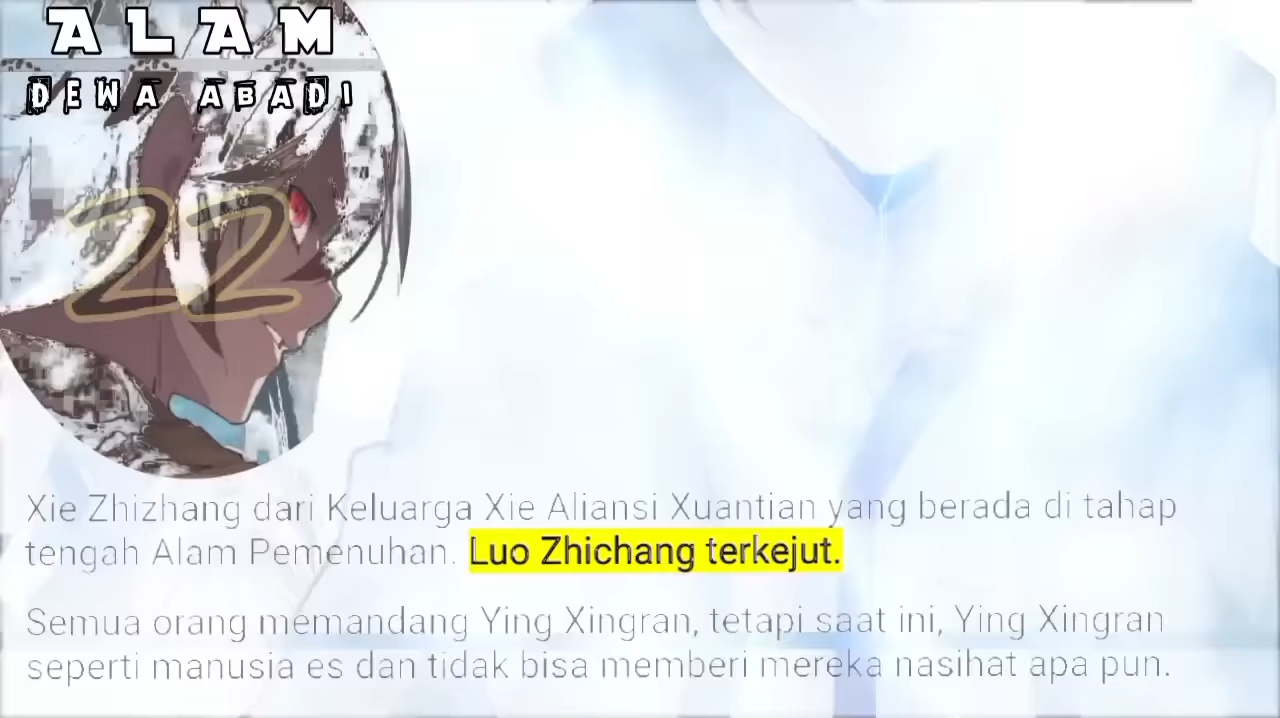 ALAM
DEWA ABADI
22
Xie Zhizhang dari Keluarga Xie Aliansi Xuantian yang berada di tahap
tengah Alam Pemenuhan. Luo Zhichang terkejut.
Semua orang memandang Ying Xingran, tetapi saat ini, Ying Xingran
seperti manusia es dan tidak bisa memberi mereka nasihat apa pun.